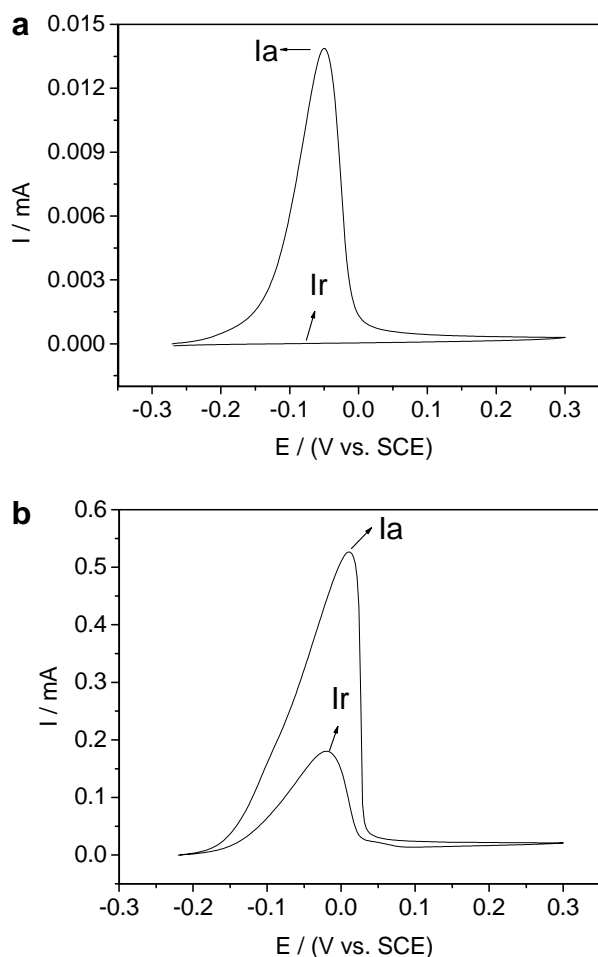 a
0.015
0.012
0.009
0.006
0.003
0.000
I / mA
Ia
Ir
-0.3 -0.2 -0.1 0.0 0.1 0.2 0.3
E / (V vs. SCE)
b
0.6
0.5
0.4
0.3
0.2
0.1
0.0
I / mA
Ia
Ir
-0.3 -0.2 -0.1 0.0 0.1 0.2 0.3
E / (V vs. SCE)